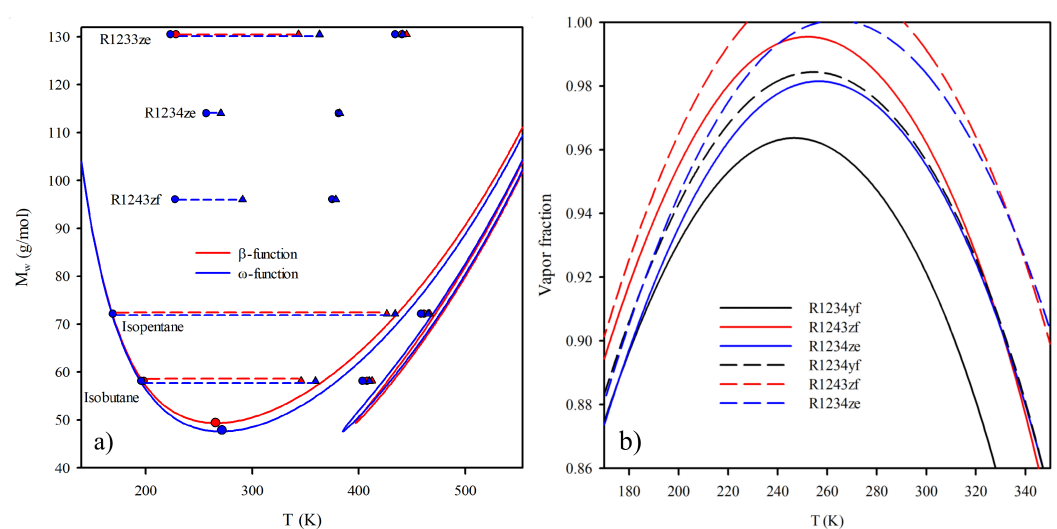 130
R1233ze
120
R1234ze
110
100
R1243zf
90
M_w (g/mol)
β-function
80
ω-function
70
Isopentane
60
Isobutane
50
a)
40
200
300
400
500
T (K)
1.00
0.98
0.96
0.94
Vapor fraction
0.92
R1234yf
R1243zf
0.90
R1234ze
R1234yf
R1243zf
0.88
R1234ze
b)
0.86
180
200
220
240
260
280
300
320
340
T (K)